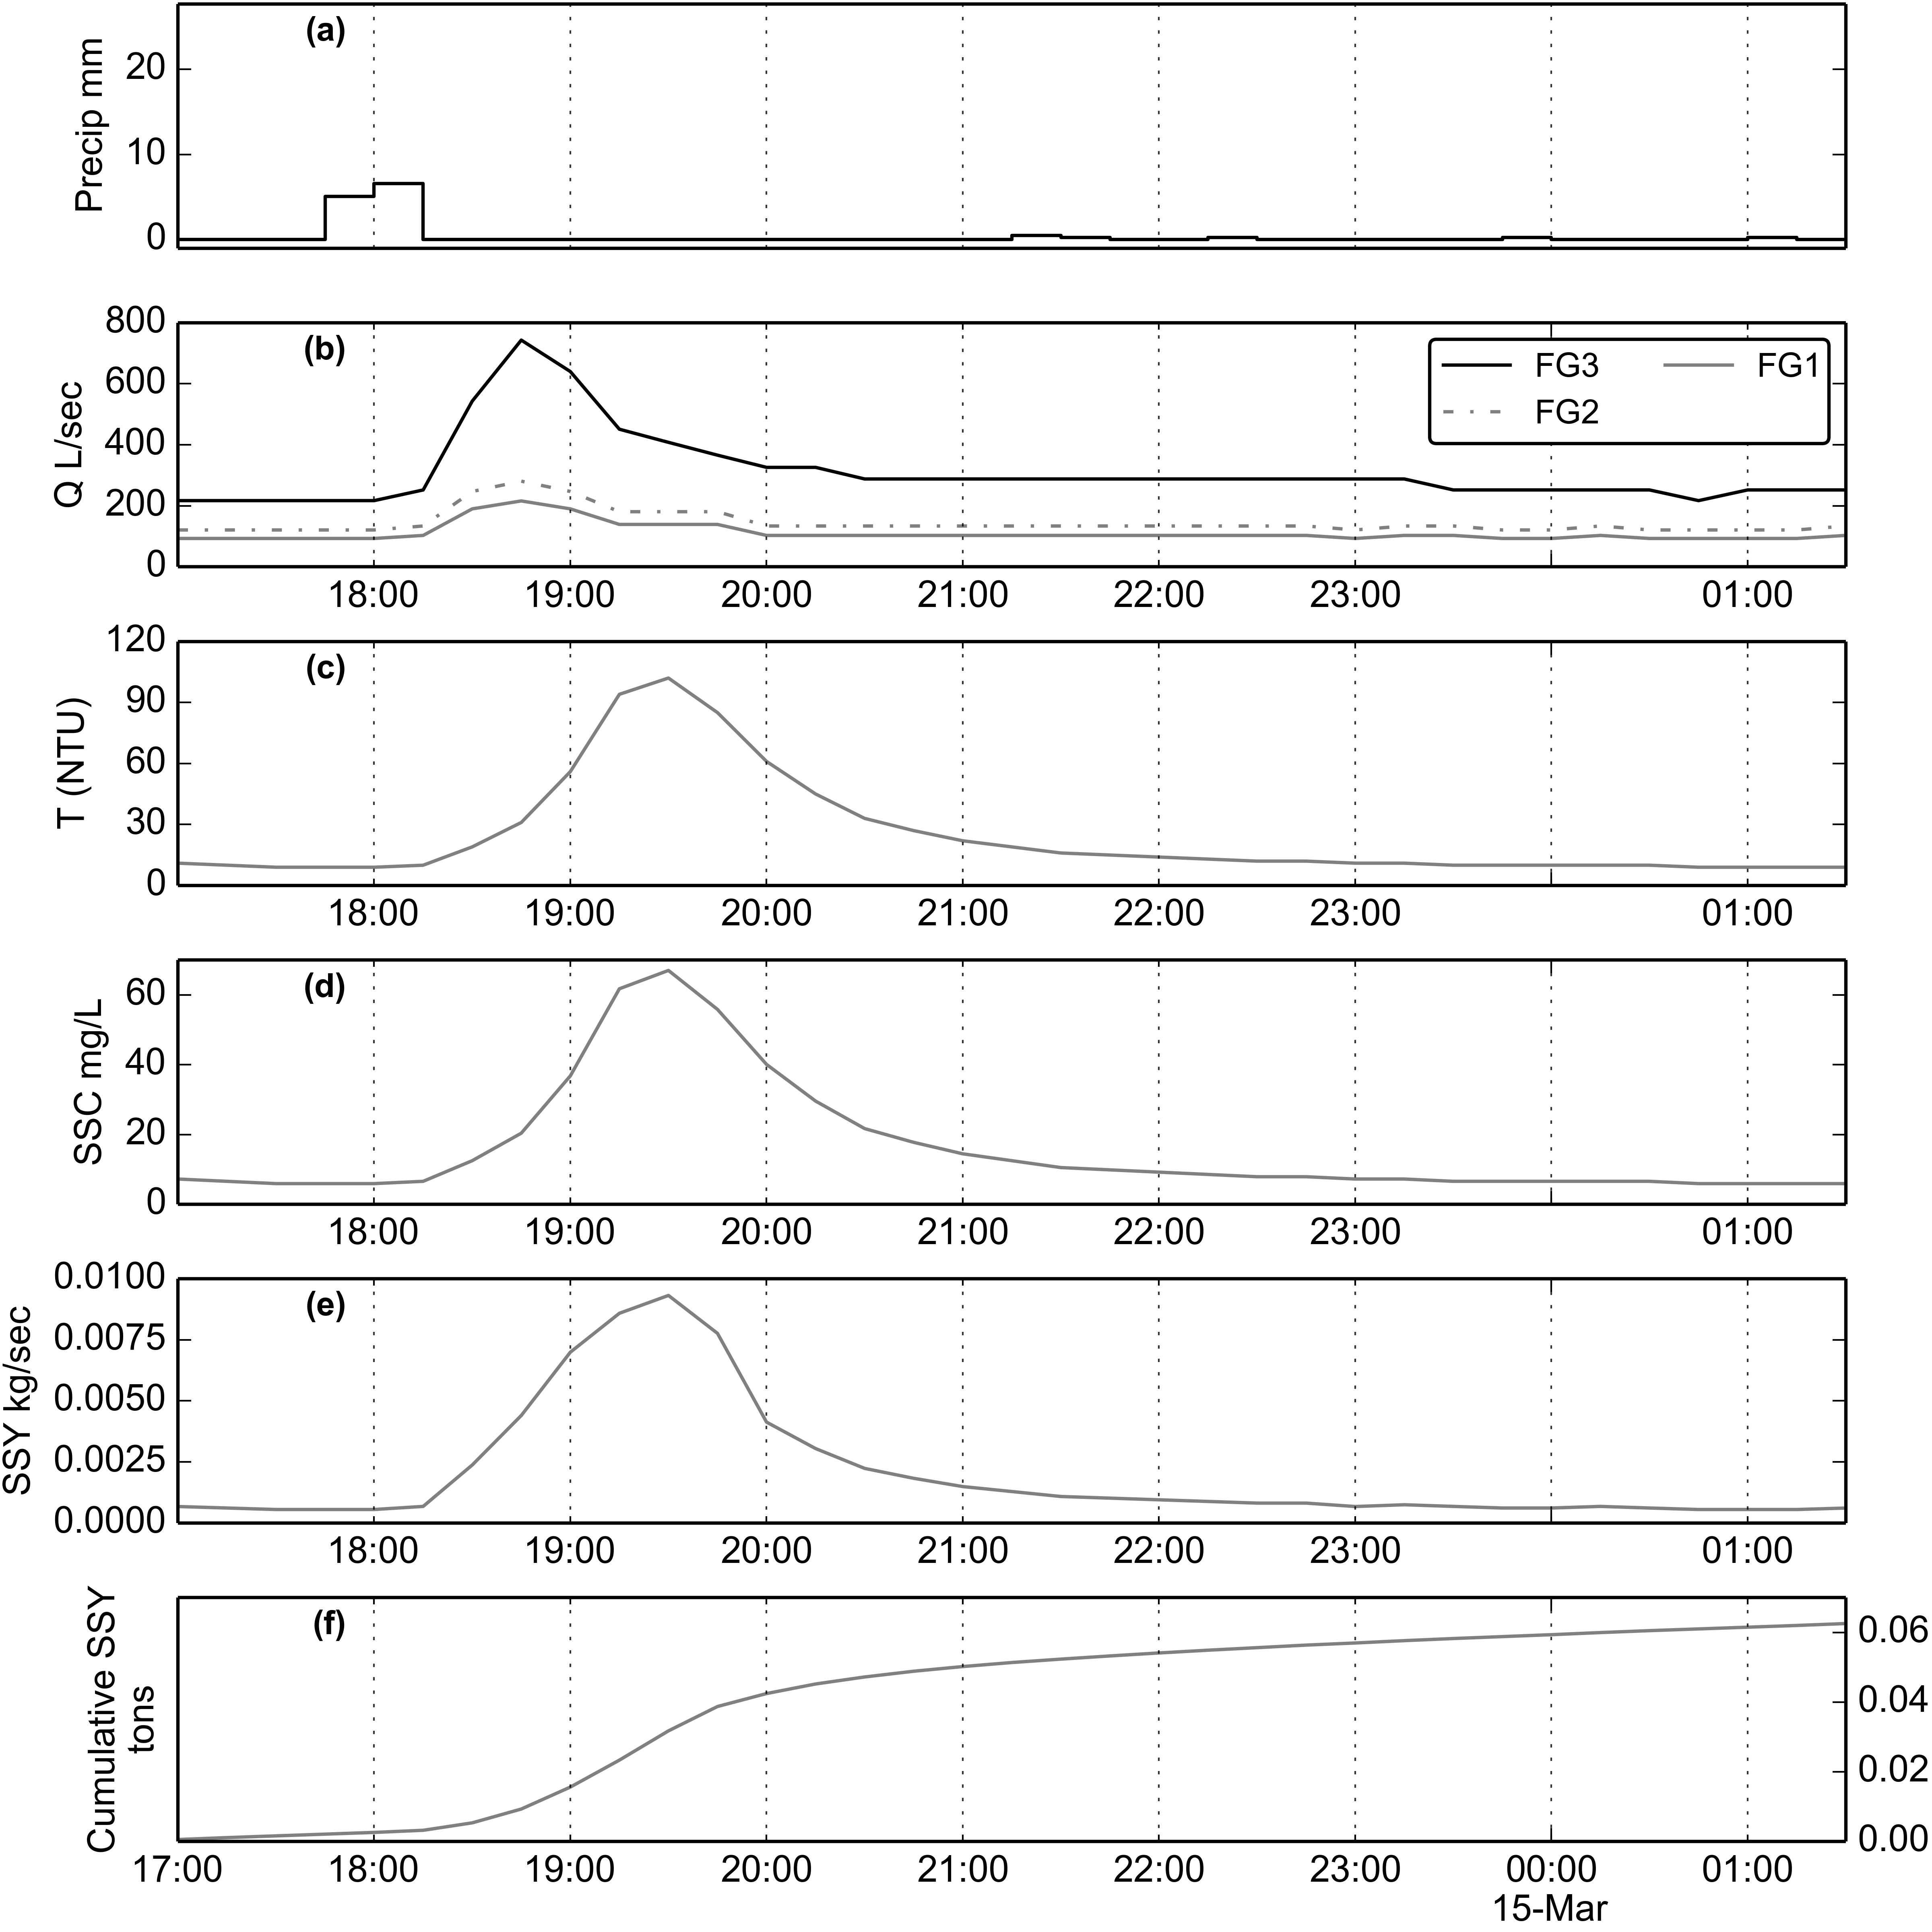 (a)
Precip mm
20
10
0
(b)
Q L/sec
800
600
400
200
0
FG3
FG1
FG2
18:00 19:00 20:00 21:00 22:00 23:00 01:00
(c)
T (NTU)
120
90
60
30
0
18:00 19:00 20:00 21:00 22:00 23:00 01:00
(d)
SSC mg/L
60
40
20
0
18:00 19:00 20:00 21:00 22:00 23:00 01:00
(e)
SSY kg/sec
0.0100
0.0075
0.0050
0.0025
0.0000
18:00 19:00 20:00 21:00 22:00 23:00 01:00
(f)
Cumulative SSY
tons
0.06
0.04
0.02
0.00
17:00 18:00 19:00 20:00 21:00 22:00 23:00 00:00 01:00
15-Mar